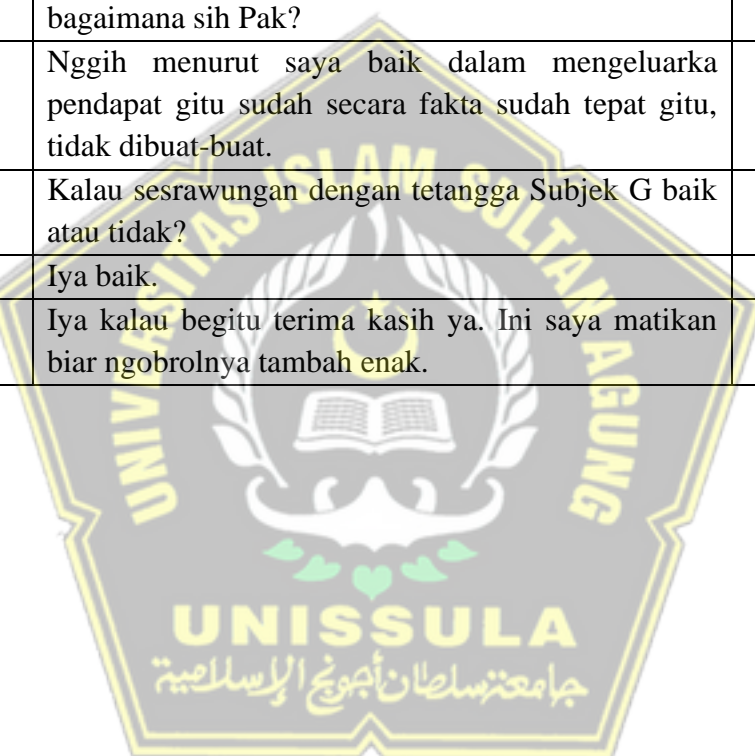 bagaimana sih Pak?
Nggih menurut saya baik dalam mengeluarka
pendapat gitu sudah secara fakta sudah tepat gitu,
tidak dibuat-buat.
Kalau sesrawungan dengan tetangga Subjek G baik
atau tidak?
Iya baik.
Iya kalau begitu terima kasih ya. Ini saya matikan
biar ngobrolnya tambah enak.
UNIVERSITAS ISLAM SULTAN AGUNG
UNISSULA
جامعة سلطان أجونج الإسلامية